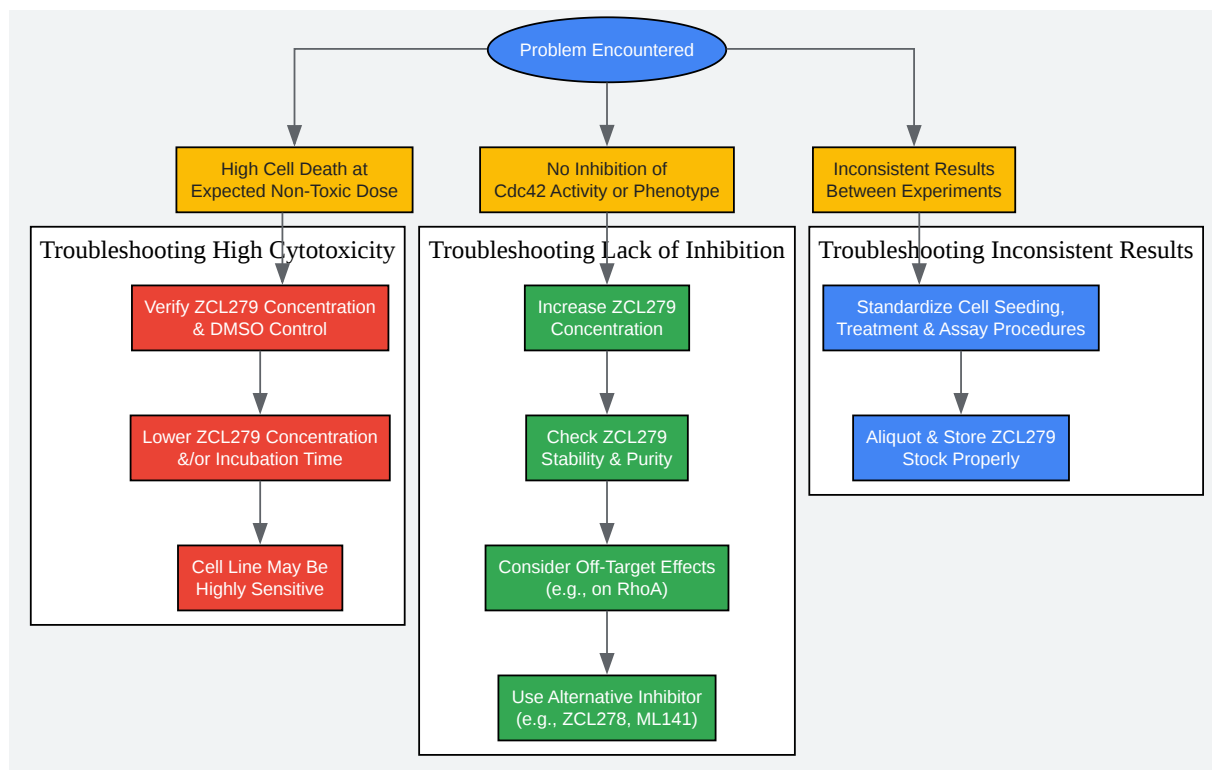 Problem Encountered
High Cell Death at
Expected Non-Toxic Dose
No Inhibition of
Cdc42 Activity or Phenotype
Inconsistent Results
Between Experiments
Troubleshooting High Cytotoxicity
Verify ZCL279 Concentration
& DMSO Control
Lower ZCL279 Concentration
&/or Incubation Time
Cell Line May Be
Highly Sensitive
Troubleshooting Lack of Inhibition
Increase ZCL279
Concentration
Check ZCL279
Stability & Purity
Consider Off-Target Effects
(e.g., on RhoA)
Use Alternative Inhibitor
(e.g., ZCL278, ML141)
Troubleshooting Inconsistent Results
Standardize Cell Seeding,
Treatment & Assay Procedures
Aliquot & Store ZCL279
Stock Properly